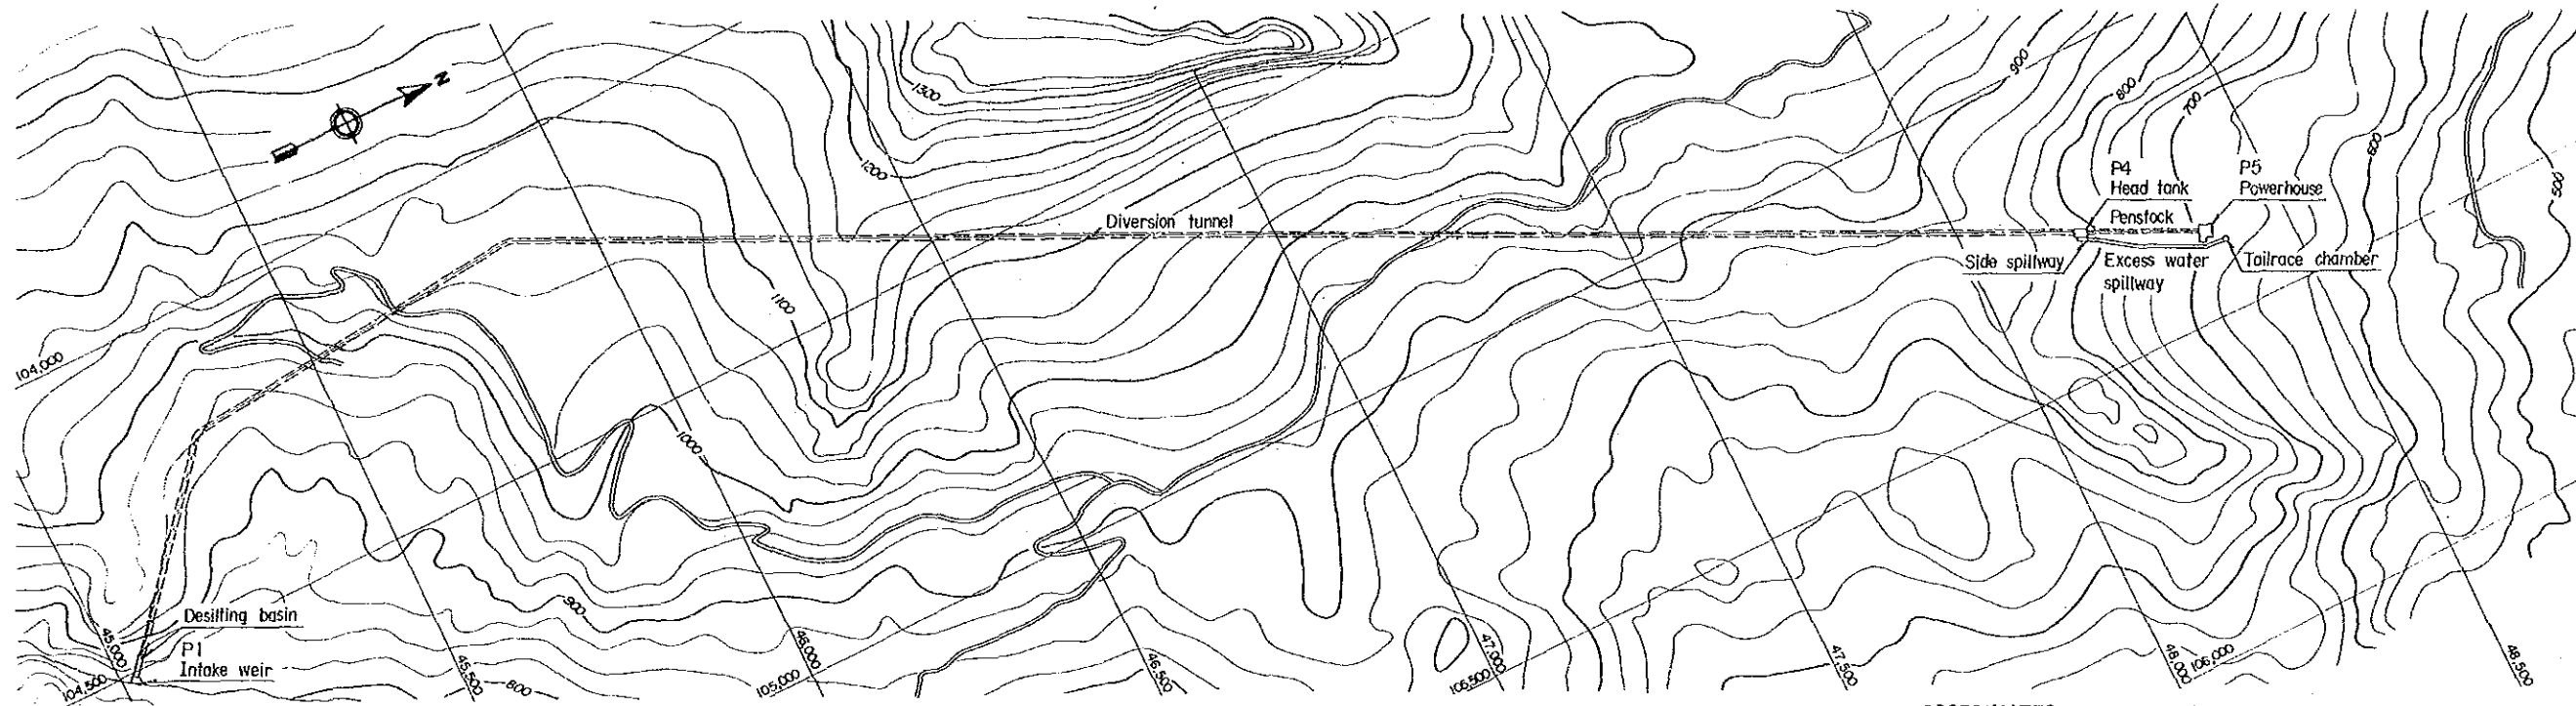 N
1300
900
800
700
1200
600
500
P4
Head tank
P5
Powerhouse
Penstock
Diversion tunnel
Side spillway
Excess water
spillway
Tailrace chamber
1100
104,000
1000
900
Desilting basin
P1
Intake weir
45,000
104,500
45,500
800
46,000
105,000
46,500
47,000
105,500
47,500
48,000
106,000
48,500